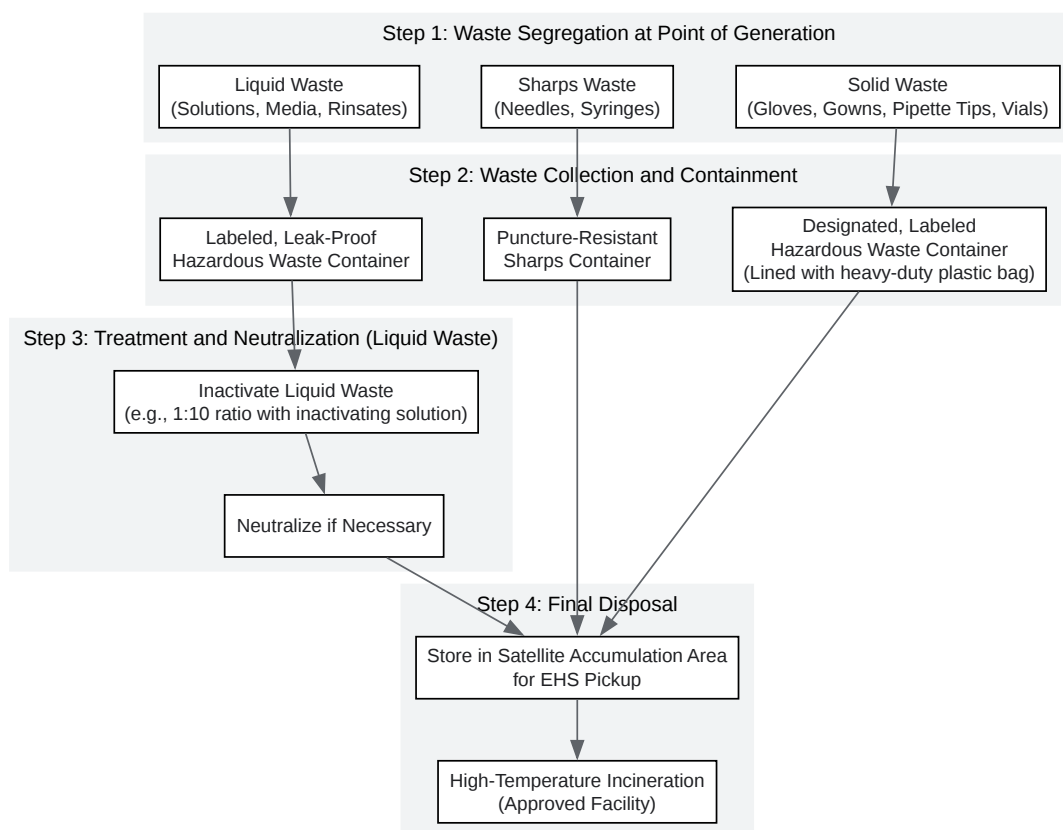 Step 1: Waste Segregation at Point of Generation
Liquid Waste
(Solutions, Media, Rinsates)
Sharps Waste
(Needles, Syringes)
Solid Waste
(Gloves, Gowns, Pipette Tips, Vials)
Step 2: Waste Collection and Containment
Labeled, Leak-Proof
Hazardous Waste Container
Puncture-Resistant
Sharps Container
Designated, Labeled
Hazardous Waste Container
(Lined with heavy-duty plastic bag)
Step 3: Treatment and Neutralization (Liquid Waste)
Inactivate Liquid Waste
(e.g., 1:10 ratio with inactivating solution)
Neutralize if Necessary
Step 4: Final Disposal
Store in Satellite Accumulation Area
for EHS Pickup
High-Temperature Incineration
(Approved Facility)